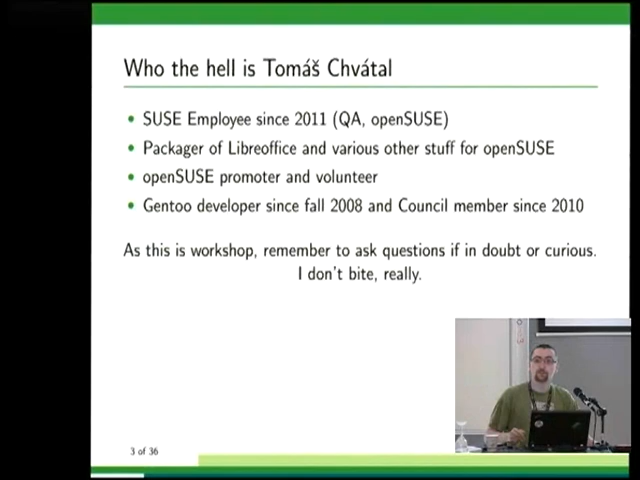 Who the hell is Tomáš Chvátal
SUSE Employee since 2011 (QA, openSUSE)
Packager of Libreoffice and various other stuff for openSUSE
openSUSE promoter and volunteer
Gentoo developer since fall 2008 and Council member since 2010
As this is workshop, remember to ask questions if in doubt or curious.
I don't bite, really.
3 of 36